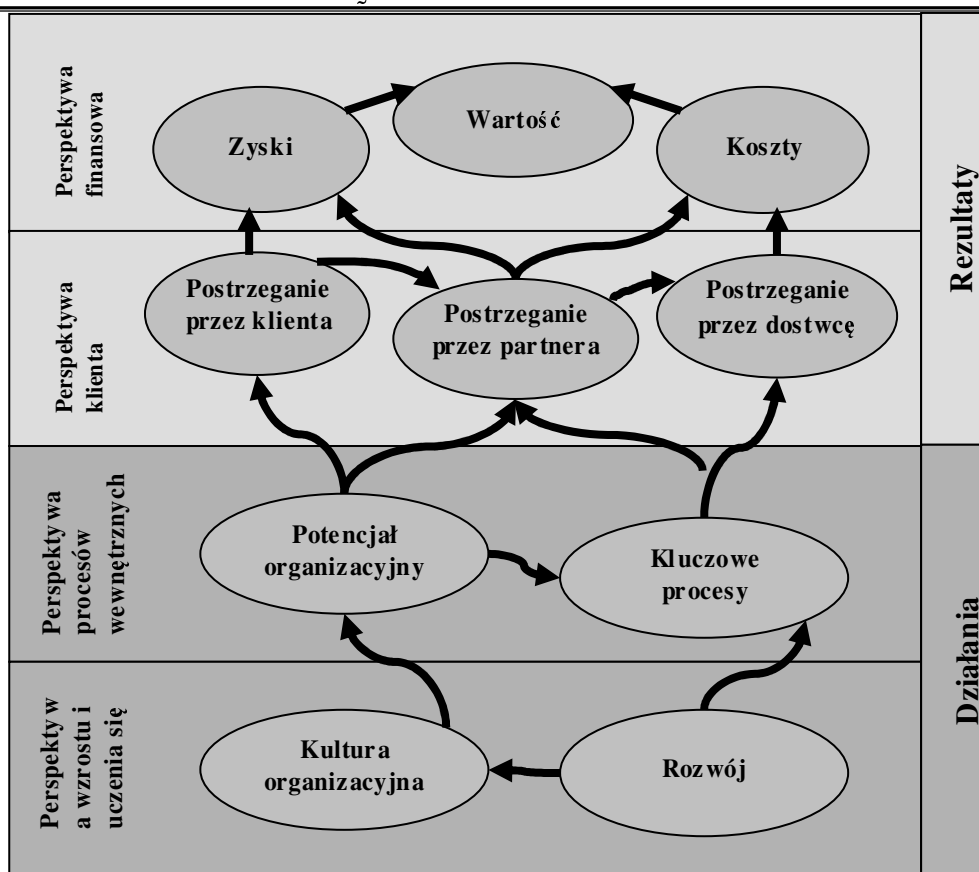 Perspektywa
finansowa
Zyski
Wartość
Koszty
Rezultaty
Perspektywa
klienta
Postrzeganie
przez klienta
Postrzeganie
przez partnera
Postrzeganie
przez dostwcę
Perspektywa
procesów
wewnętrznych
Potencjał
organizacyjny
Kluczowe
procesy
Działania
Perspektyw
a wzrostu i
uczenia się
Kultura
organizacyjna
Rozwój